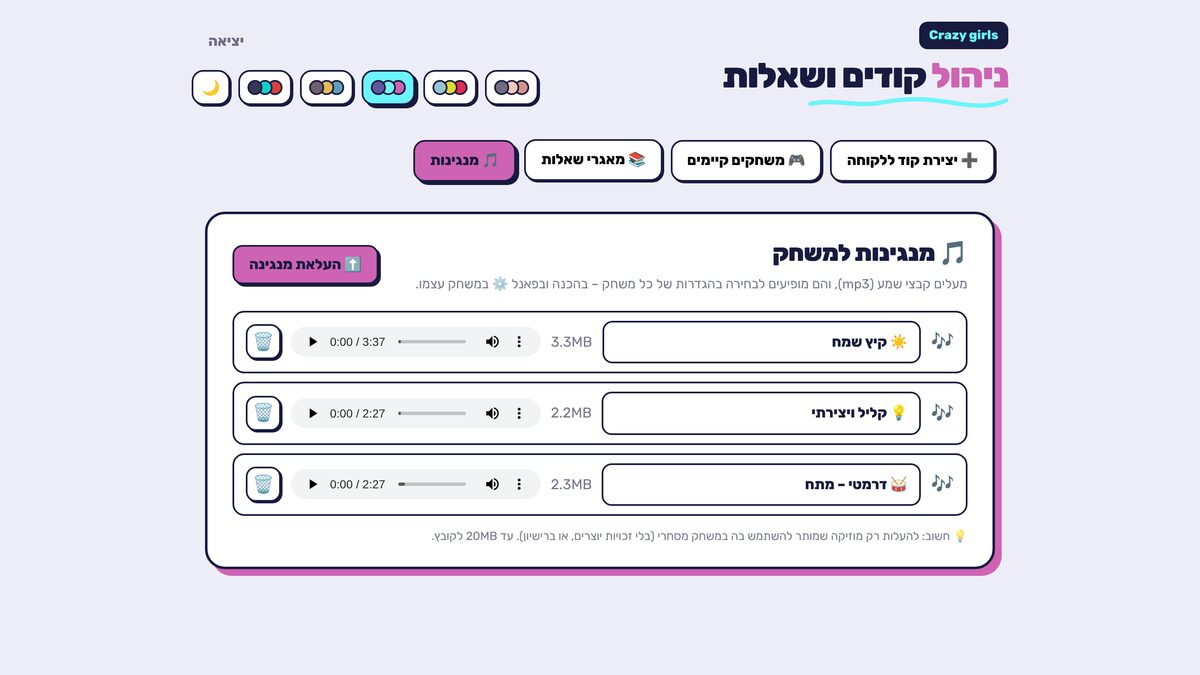 Crazy girls
יציאה
ניהול קודים ושאלות
➕ יצירת קוד ללקוחה
🎮 משחקים קיימים
📚 מאגרי שאלות
🎵 מנגינות
🎵 מנגינות למשחק
⬆️ העלאת מנגינה
מעלים קבצי שמע (mp3), והם מופיעים לבחירה בהגדרות של כל משחק – בהכנה ובפאנל ⚙️ במשחק עצמו.
🎶 ☀️ קיץ שמח 3.3MB 0:00 / 3:37
🎶 💡 קליל ויצירתי 2.2MB 0:00 / 2:27
🎶 🥁 דרמטי – מתח 2.3MB 0:00 / 2:27
💡 חשוב: להעלות רק מוזיקה שמותר להשתמש בה במשחק מסחרי (בלי זכויות יוצרים, או ברישיון). עד 20MB לקובץ.